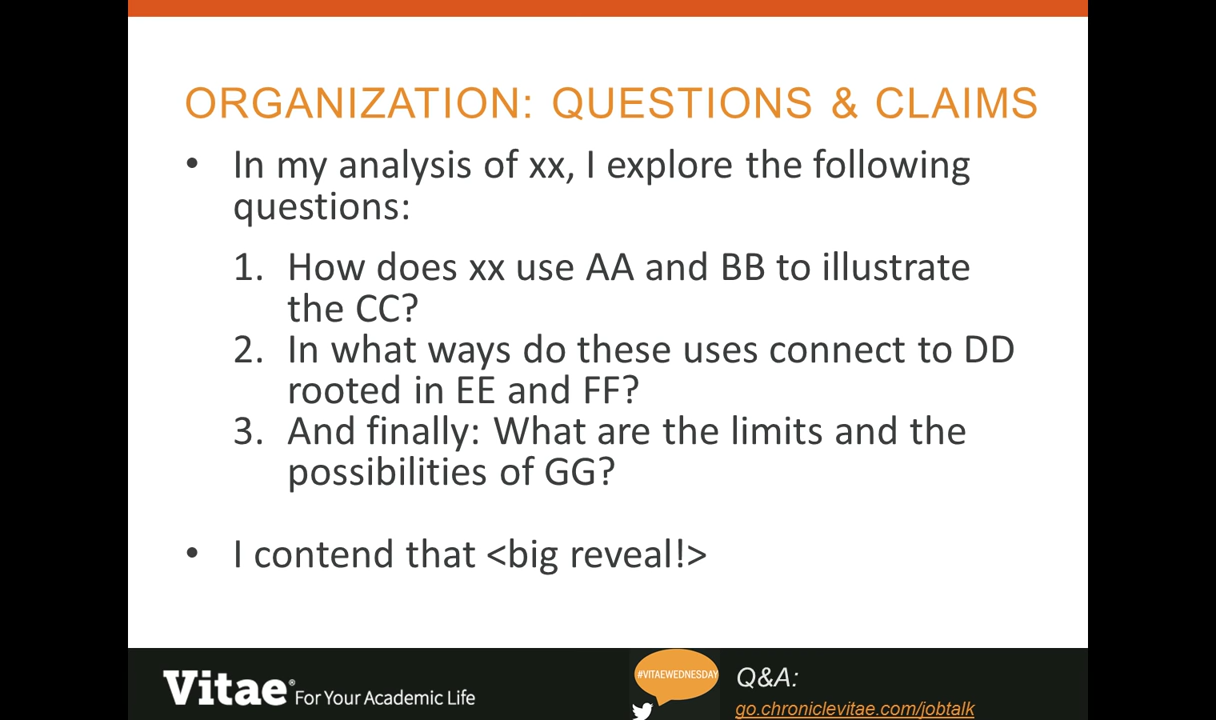 ORGANIZATION: QUESTIONS & CLAIMS
• In my analysis of xx, I explore the following
questions:
1. How does xx use AA and BB to illustrate
the CC?
2. In what ways do these uses connect to DD
rooted in EE and FF?
3. And finally: What are the limits and the
possibilities of GG?
• I contend that <big reveal!>
Vitae® For Your Academic Life
#VITAEWEDNESDAY
Q&A:
go.chroniclevitae.com/jobtalk